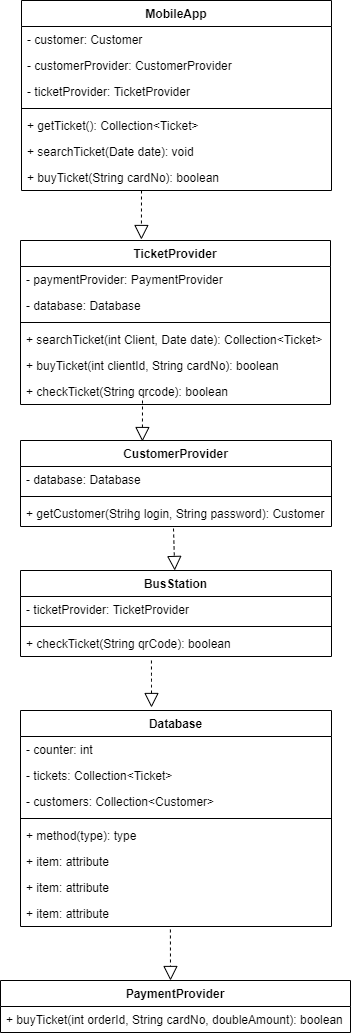 MobileApp
- customer: Customer
- customerProvider: CustomerProvider
- ticketProvider: TicketProvider
+ getTicket(): Collection<Ticket>
+ searchTicket(Date date): void
+ buyTicket(String cardNo): boolean
TicketProvider
- paymentProvider: PaymentProvider
- database: Database
+ searchTicket(int Client, Date date): Collection<Ticket>
+ buyTicket(int clientId, String cardNo): boolean
+ checkTicket(String qrcode): boolean
CustomerProvider
- database: Database
+ getCustomer(Strihg login, String password): Customer
BusStation
- ticketProvider: TicketProvider
+ checkTicket(String qrCode): boolean
Database
- counter: int
- tickets: Collection<Ticket>
- customers: Collection<Customer>
+ method(type): type
+ item: attribute
+ item: attribute
+ item: attribute
PaymentProvider
+ buyTicket(int orderId, String cardNo, doubleAmount): boolean